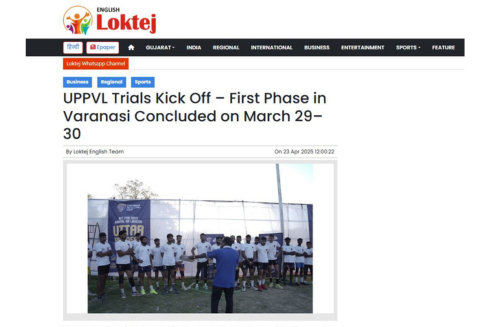 ENGLISH
Loktej
हिन्दी
Epaper
GUJARAT
INDIA
REGIONAL
INTERNATIONAL
BUSINESS
ENTERTAINMENT
SPORTS
FEATURE
Loktej Whatsapp Channel
Business
Regional
Sports
UPPVL Trials Kick Off – First Phase in
Varanasi Concluded on March 29–
30
By Loktej English Team
On 23 Apr 2025 12:00:22
UTTAR